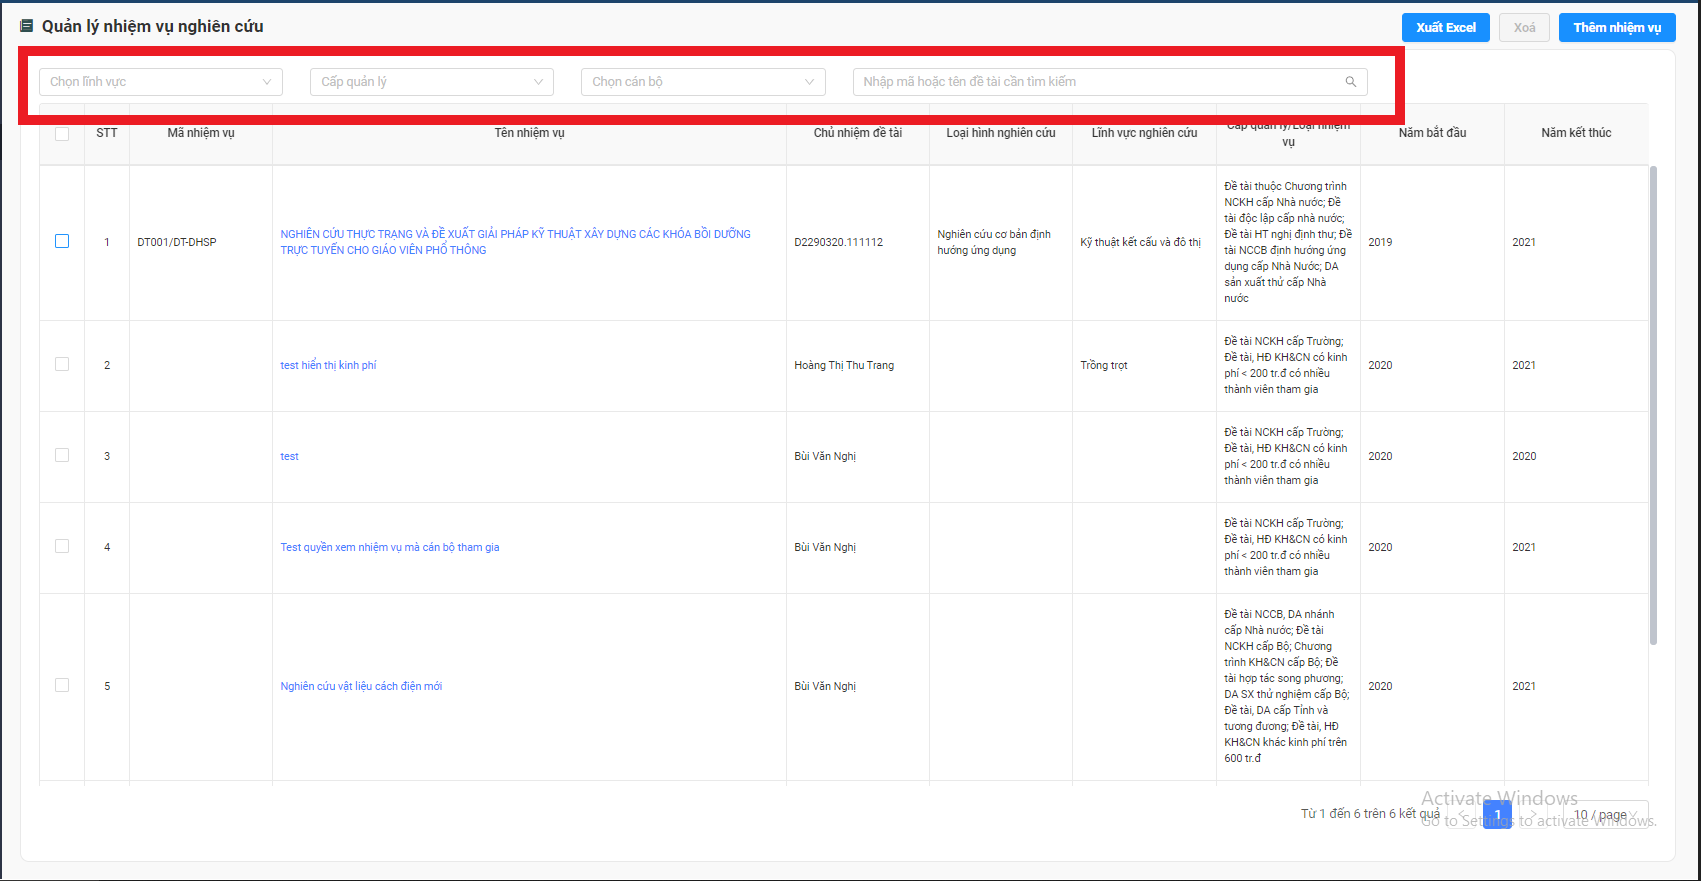 Quản lý nhiệm vụ nghiên cứu
Xuất Excel
Xoá
Thêm nhiệm vụ
Chọn lĩnh vực
Cấp quản lý
Chọn cán bộ
Nhập mã hoặc tên đề tài cần tìm kiếm
STT
Mã nhiệm vụ
Tên nhiệm vụ
Chủ nhiệm đề tài
Loại hình nghiên cứu
Lĩnh vực nghiên cứu
Cấp quản lý/Loại nhiệm
vụ
Năm bắt đầu
Năm kết thúc
1
DT001/DT-DHSP
NGHIÊN CỨU THỰC TRẠNG VÀ ĐỀ XUẤT GIẢI PHÁP KỸ THUẬT XÂY DỰNG CÁC KHÓA BỒI DƯỠNG
TRỰC TUYẾN CHO GIÁO VIÊN PHỔ THÔNG
D2290320.111112
Nghiên cứu cơ bản định
hướng ứng dụng
Kỹ thuật kết cấu và đô thị
Đề tài thuộc Chương trình
NCKH cấp Nhà nước; Đề
tài độc lập cấp nhà nước;
Đề tài HT nghị định thư; Đề
tài NCCB định hướng ứng
dụng cấp Nhà Nước; DA
sản xuất thử cấp Nhà
nước
2019
2021
2
test hiển thị kinh phí
Hoàng Thị Thu Trang
Trồng trọt
Đề tài NCKH cấp Trường;
Đề tài, HĐ KH&CN có kinh
phí < 200 tr.đ có nhiều
thành viên tham gia
2020
2021
3
test
Bùi Văn Nghị
Đề tài NCKH cấp Trường;
Đề tài, HĐ KH&CN có kinh
phí < 200 tr.đ có nhiều
thành viên tham gia
2020
2020
4
Test quyền xem nhiệm vụ mà cán bộ tham gia
Bùi Văn Nghị
Đề tài NCKH cấp Trường;
Đề tài, HĐ KH&CN có kinh
phí < 200 tr.đ có nhiều
thành viên tham gia
2020
2021
5
Nghiên cứu vật liệu cách điện mới
Bùi Văn Nghị
Đề tài NCCB, DA nhánh
cấp Nhà nước; Đề tài
NCKH cấp Bộ; Chương
trình KH&CN cấp Bộ; Đề
tài hợp tác song phương;
DA SX thử nghiệm cấp Bộ;
Đề tài, DA cấp Tỉnh và
tương đương; Đề tài, HĐ
KH&CN khác kinh phí trên
600 tr.đ
2020
2021
Activate Windows
Go to Settings to activate Windows.
Từ 1 đến 6 trên 6 kết quả
1
10 / page